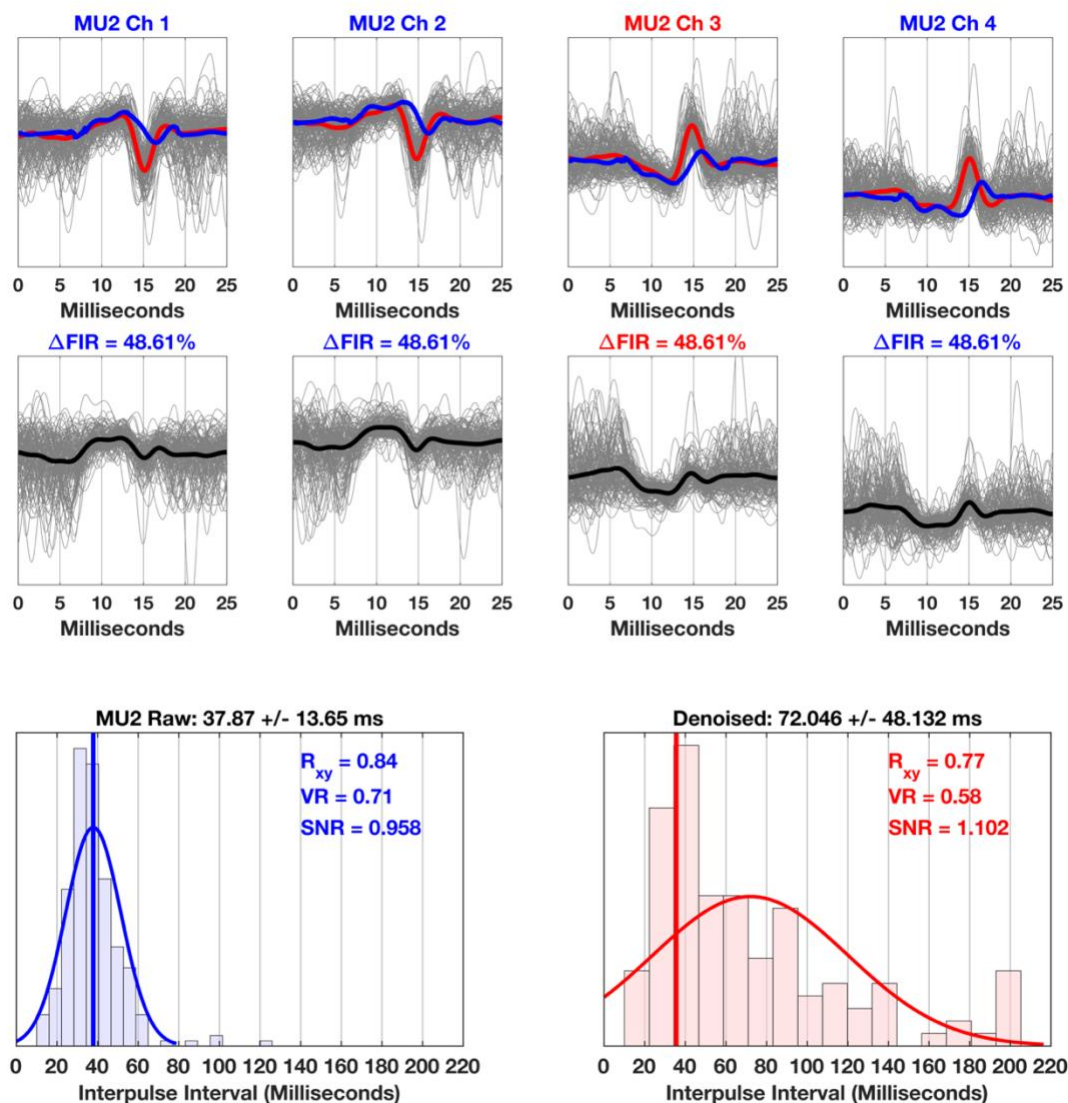 MU2 Ch 1 MU2 Ch 2 MU2 Ch 3 MU2 Ch 4
0 5 10 15 20 25 0 5 10 15 20 25 0 5 10 15 20 25 0 5 10 15 20 25
Milliseconds Milliseconds Milliseconds Milliseconds
ΔFIR = 48.61% ΔFIR = 48.61% ΔFIR = 48.61% ΔFIR = 48.61%
0 5 10 15 20 25 0 5 10 15 20 25 0 5 10 15 20 25 0 5 10 15 20 25
Milliseconds Milliseconds Milliseconds Milliseconds
MU2 Raw: 37.87 +/- 13.65 ms
R_xy = 0.84
VR = 0.71
SNR = 0.958
0 20 40 60 80 100 120 140 160 180 200 220
Interpulse Interval (Milliseconds)
Denoised: 72.046 +/- 48.132 ms
R_xy = 0.77
VR = 0.58
SNR = 1.102
0 20 40 60 80 100 120 140 160 180 200 220
Interpulse Interval (Milliseconds)